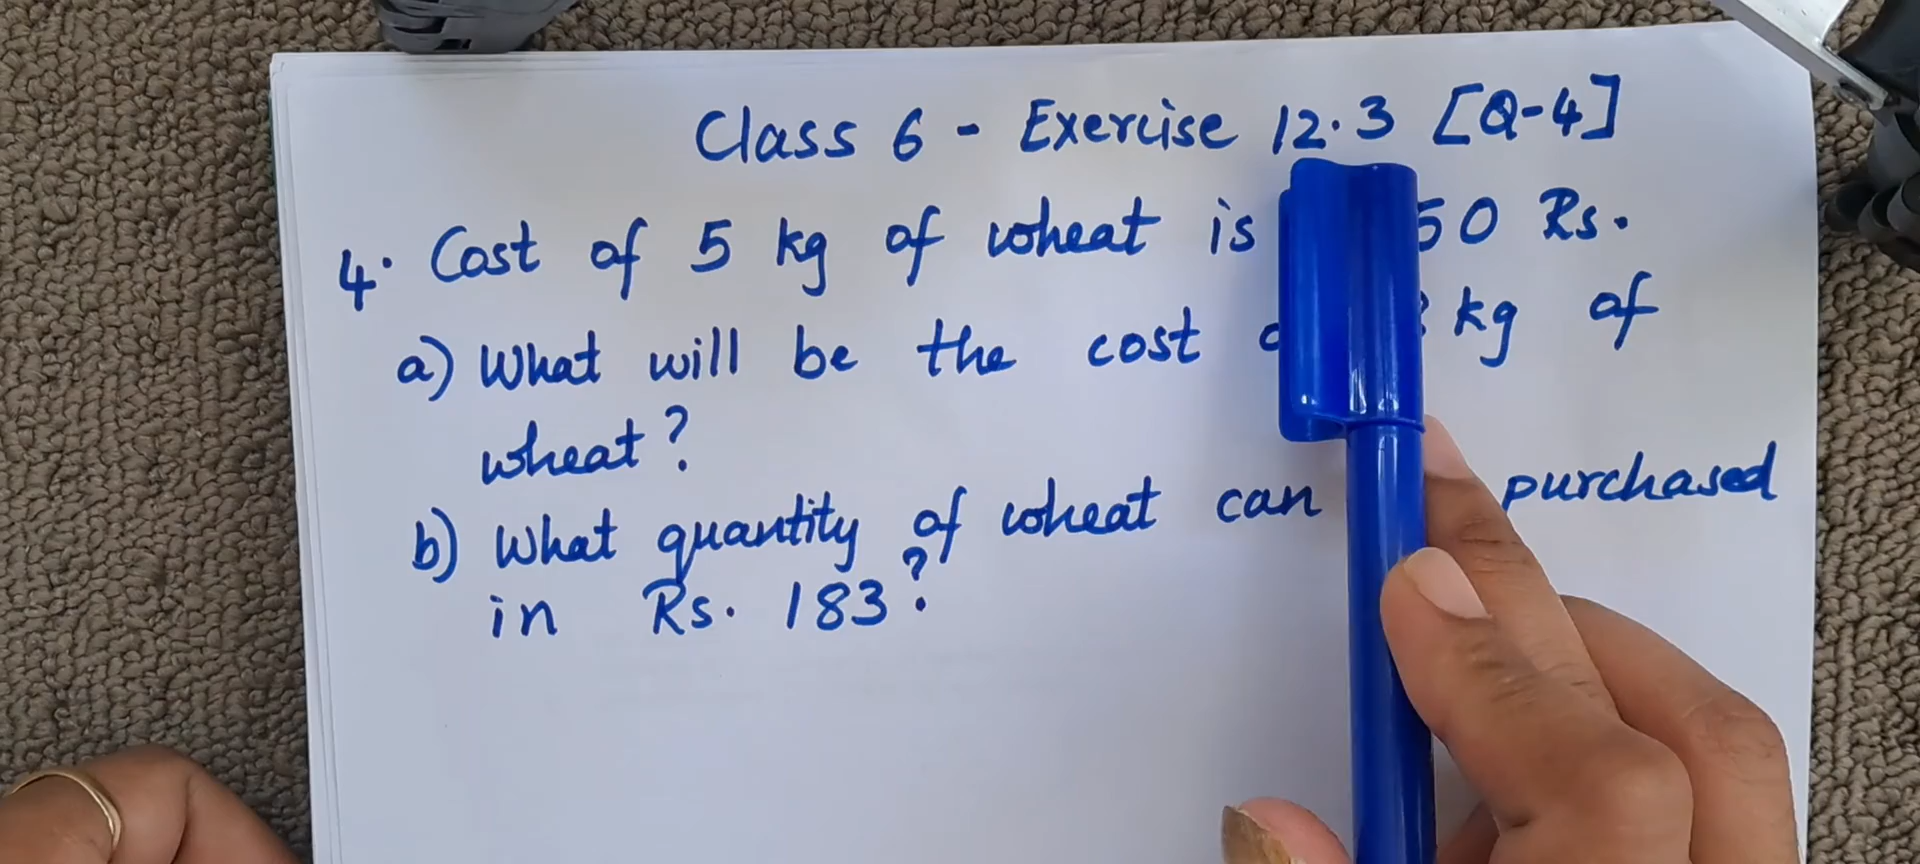 Class 6 - Exercise 12.3 [Q-4]
4. Cost of 5 kg of wheat is 50 Rs.
a) What will be the cost kg of
wheat?
b) What quantity of wheat can purchased
in Rs. 183?